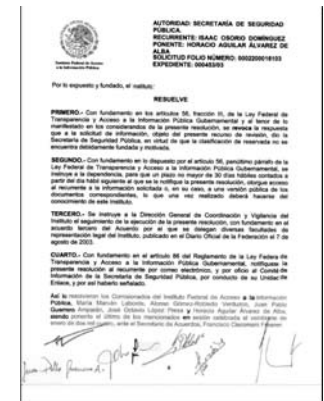 AUTORIDAD: SECRETARÍA DE SEGURIDAD
PÚBLICA.
RECURRENTE: ISAAC OSORIO DOMÍNGUEZ
PONENTE: HORACIO AGUILAR ÁLVAREZ DE
ALBA
SOLICITUD FOLIO NÚMERO: 0002200018103
EXPEDIENTE: 000453/03
Instituto Federal de Acceso
a la Información Pública
Por lo expuesto y fundado, el Instituto:
RESUELVE
PRIMERO.- Con fundamento en los artículos 56, fracción III, de la Ley Federal de
Transparencia y Acceso a la Información Pública Gubernamental y al tenor de lo
manifestado en los considerandos de la presente resolución, se revoca la respuesta
que a la solicitud de información, objeto del presente recurso de revisión, dio la
Secretaría de Seguridad Pública, en virtud de que la clasificación de reservada no se
encuentra debidamente fundada y motivada.
SEGUNDO.- Con fundamento en lo dispuesto por el artículo 56, penúltimo párrafo de la
Ley Federal de Transparencia y Acceso a la Información Pública Gubernamental, se
instruye a la dependencia, para que un plazo no mayor de 30 días hábiles contados a
partir del día hábil siguiente al que se le notifique la presente resolución, otorgue acceso
al recurrente a la información solicitada o, en su caso, a una versión pública de los
documentos correspondientes, lo que una vez realizado deberá hacerse del
conocimiento de este Instituto.
TERCERO.- Se instruye a la Dirección General de Coordinación y Vigilancia del
Instituto el seguimiento de la ejecución de la presente resolución, con fundamento en el
acuerdo tercero del Acuerdo por el que se delegan diversas facultades de
representación legal del Instituto, publicado en el Diario Oficial de la Federación el 7 de
agosto de 2003.
CUARTO.- Con fundamento en el artículo 86 del Reglamento de la Ley Federal de
Transparencia y Acceso a la Información Pública Gubernamental, notifíquese la
presente resolución al recurrente por correo electrónico, y por oficio al Comité de
Información de la Secretaría de Seguridad Pública, por conducto de su Unidad de
Enlace, y por así haberlo señalado.
Así lo resolvieron los Comisionados del Instituto Federal de Acceso a la Información
Pública, María Marván Laborde, Alonso Gómez-Robledo Verduzco, Juan Pablo
Guerrero Amparán, José Octavio López Presa y Horacio Aguilar Álvarez de Alba,
siendo ponente el último de los mencionados en sesión celebrada el
enero de dos mil cuatro, ante el Secretario de Acuerdos, Francisco Ciscomani Freaner.